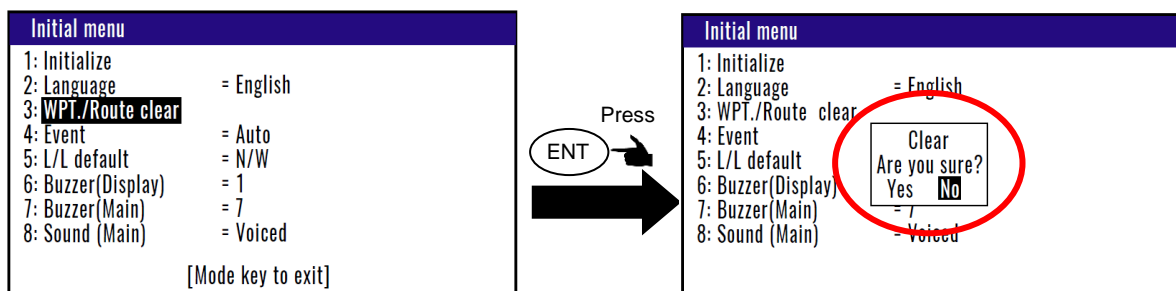 Initial menu
1: Initialize
2: Language = English
3: WPT./Route clear
4: Event = Auto
5: L/L default = N/W
6: Buzzer(Display) = 1
7: Buzzer(Main) = 7
8: Sound (Main) = Voiced
[Mode key to exit]
Press
ENT
Initial menu
1: Initialize
2: Language = English
3: WPT./Route clear
4: Event
5: L/L default
6: Buzzer(Display)
7: Buzzer(Main) = 7
8: Sound (Main) = Voiced
Clear
Are you sure?
Yes No